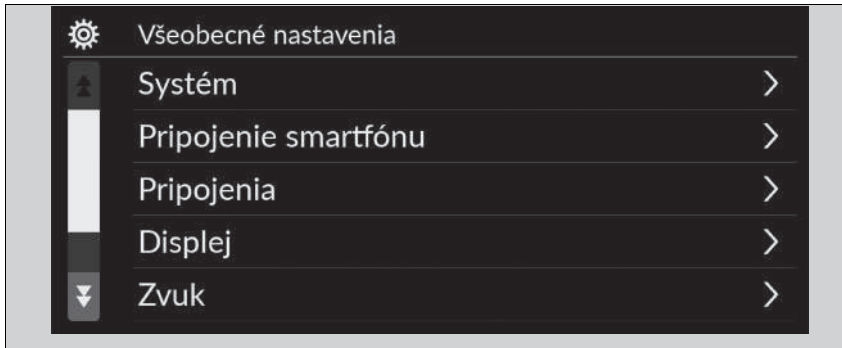 Všeobecné nastavenia
Systém
Pripojenie smartfónu
Pripojenia
Displej
Zvuk